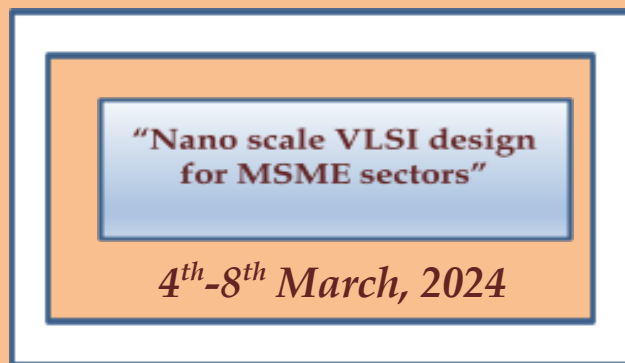 “Nano scale VLSI design
for MSME sectors”
4th-8th March, 2024